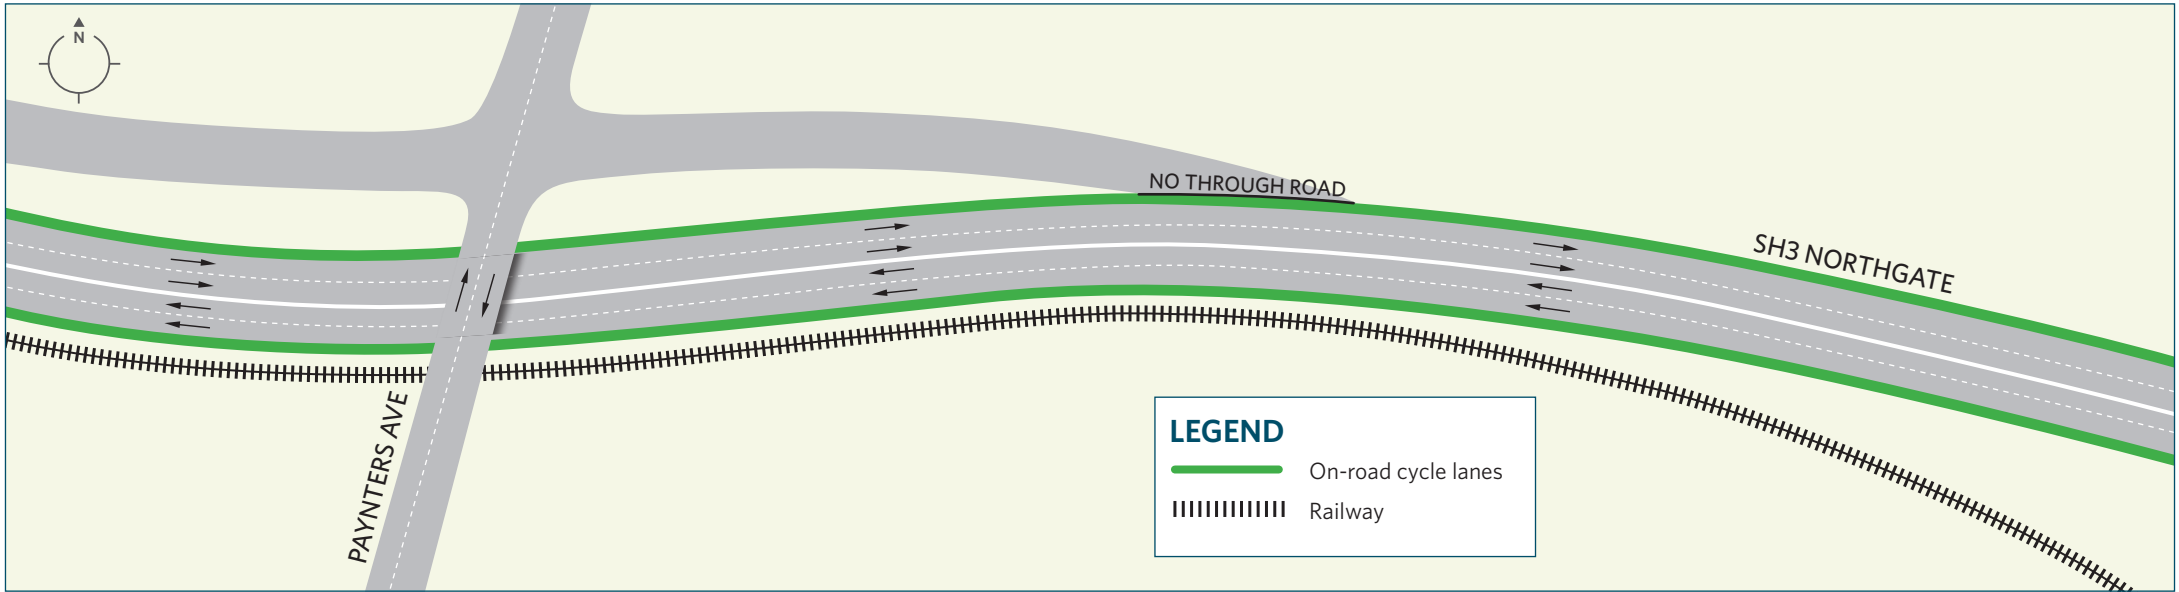 N
NO THROUGH ROAD
SH3 NORTHGATE
PAYNTERS AVE
LEGEND
On-road cycle lanes
Railway